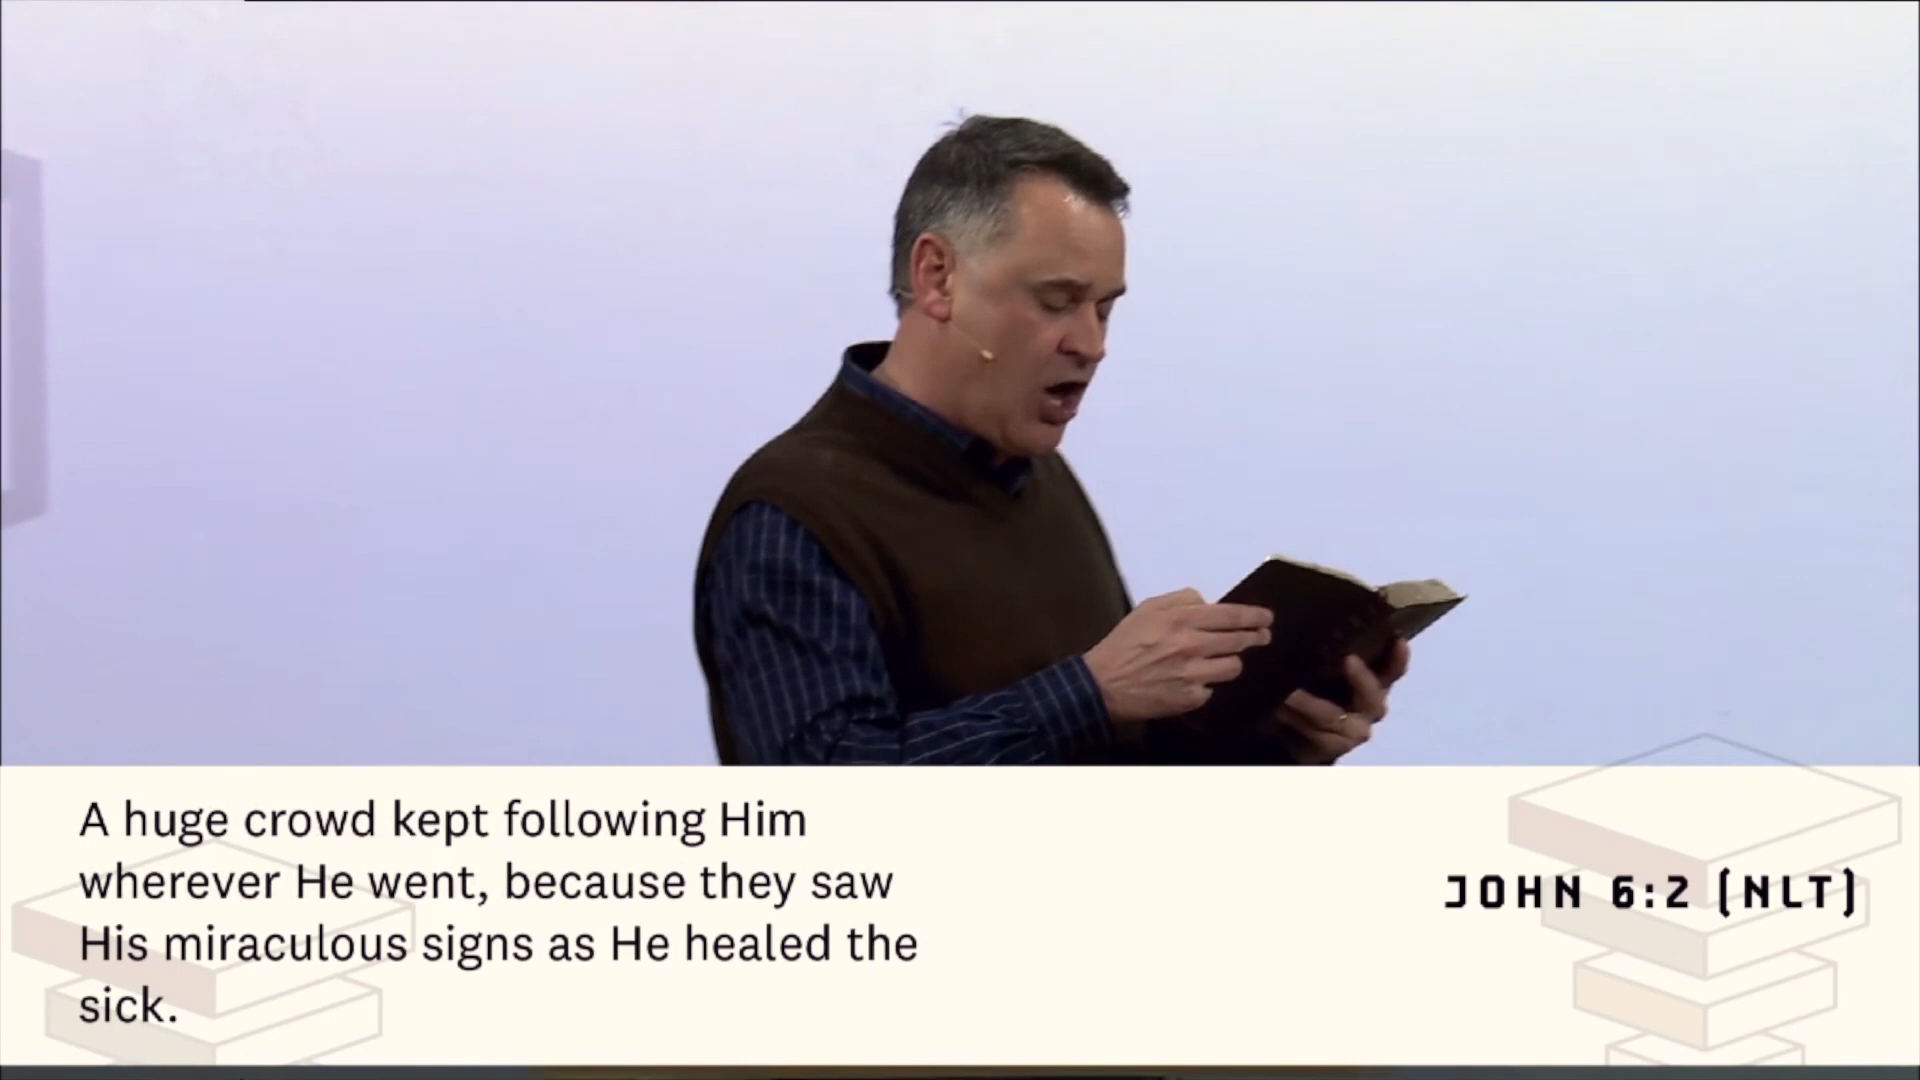 A huge crowd kept following Him
wherever He went, because they saw
His miraculous signs as He healed the
sick.
JOHN 6:2 (NLT)